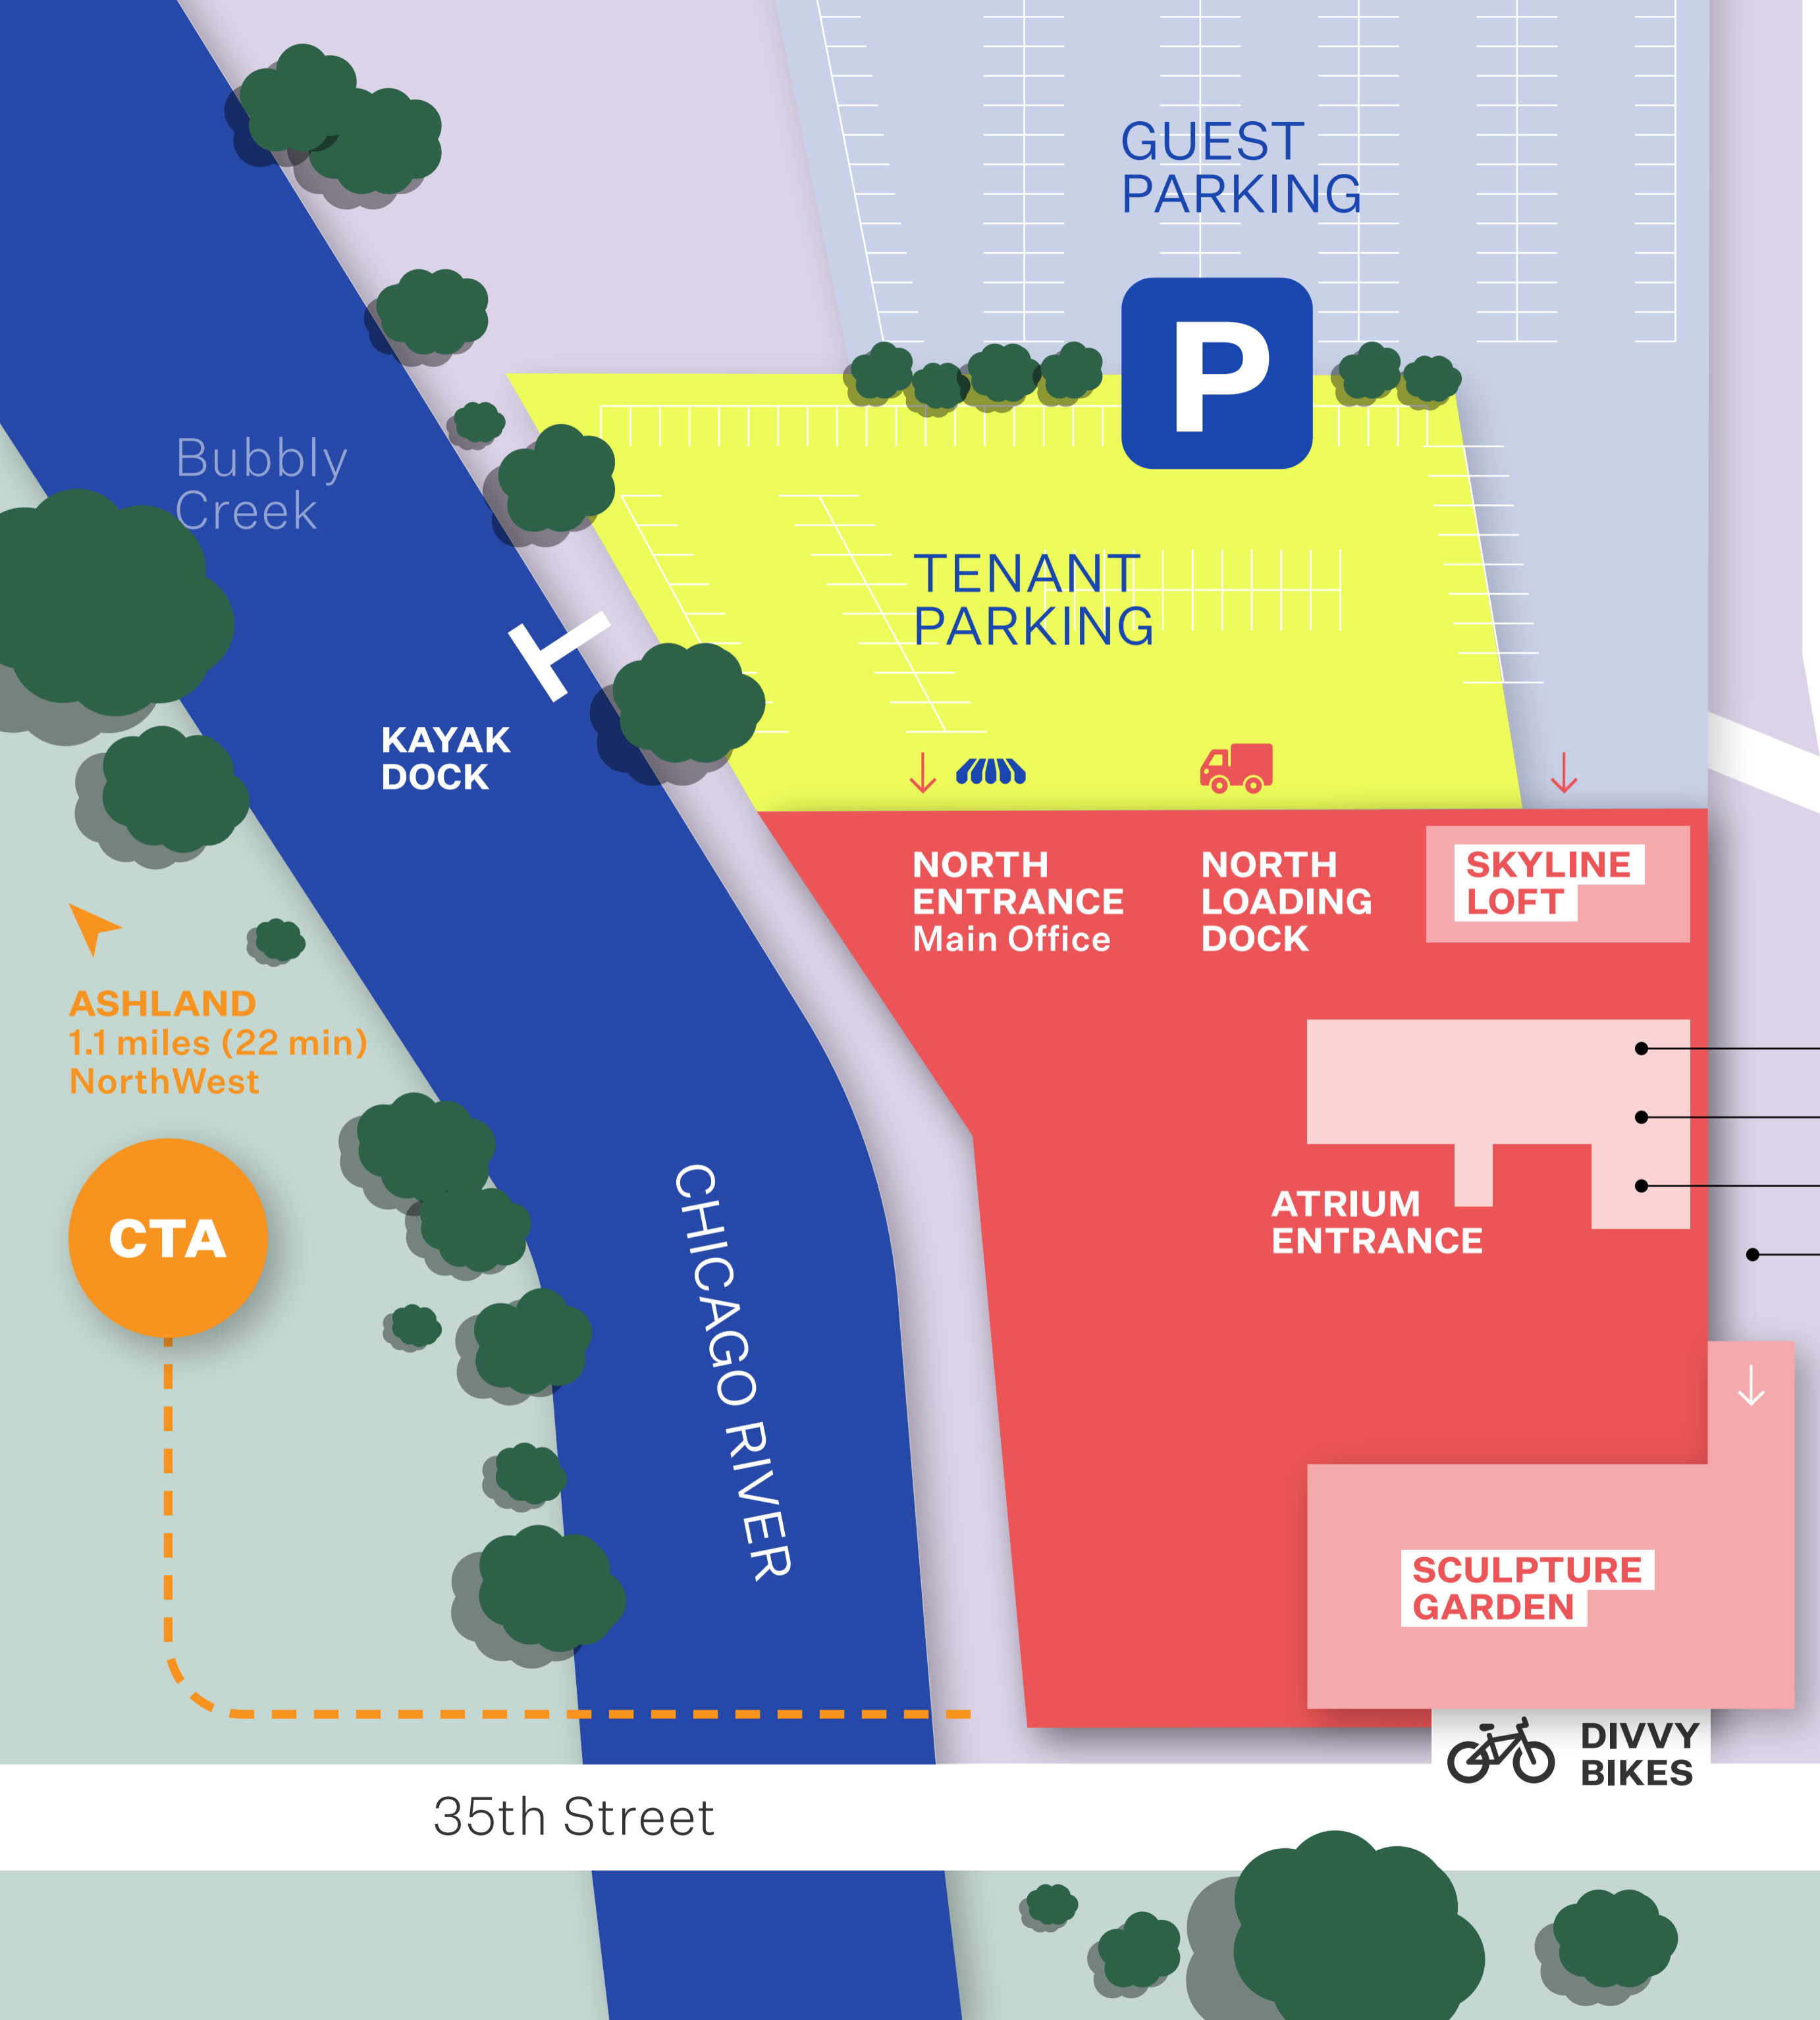 GUEST
PARKING
P
Bubbly
Creek
TENANT
PARKING
KAYAK
DOCK
NORTH
ENTRANCE
Main Office
NORTH
LOADING
DOCK
SKYLINE
LOFT
ASHLAND
1.1 miles (22 min)
NorthWest
CTA
CHICAGO RIVER
ATRIUM
ENTRANCE
SCULPTURE
GARDEN
DIVVY
BIKES
35th Street